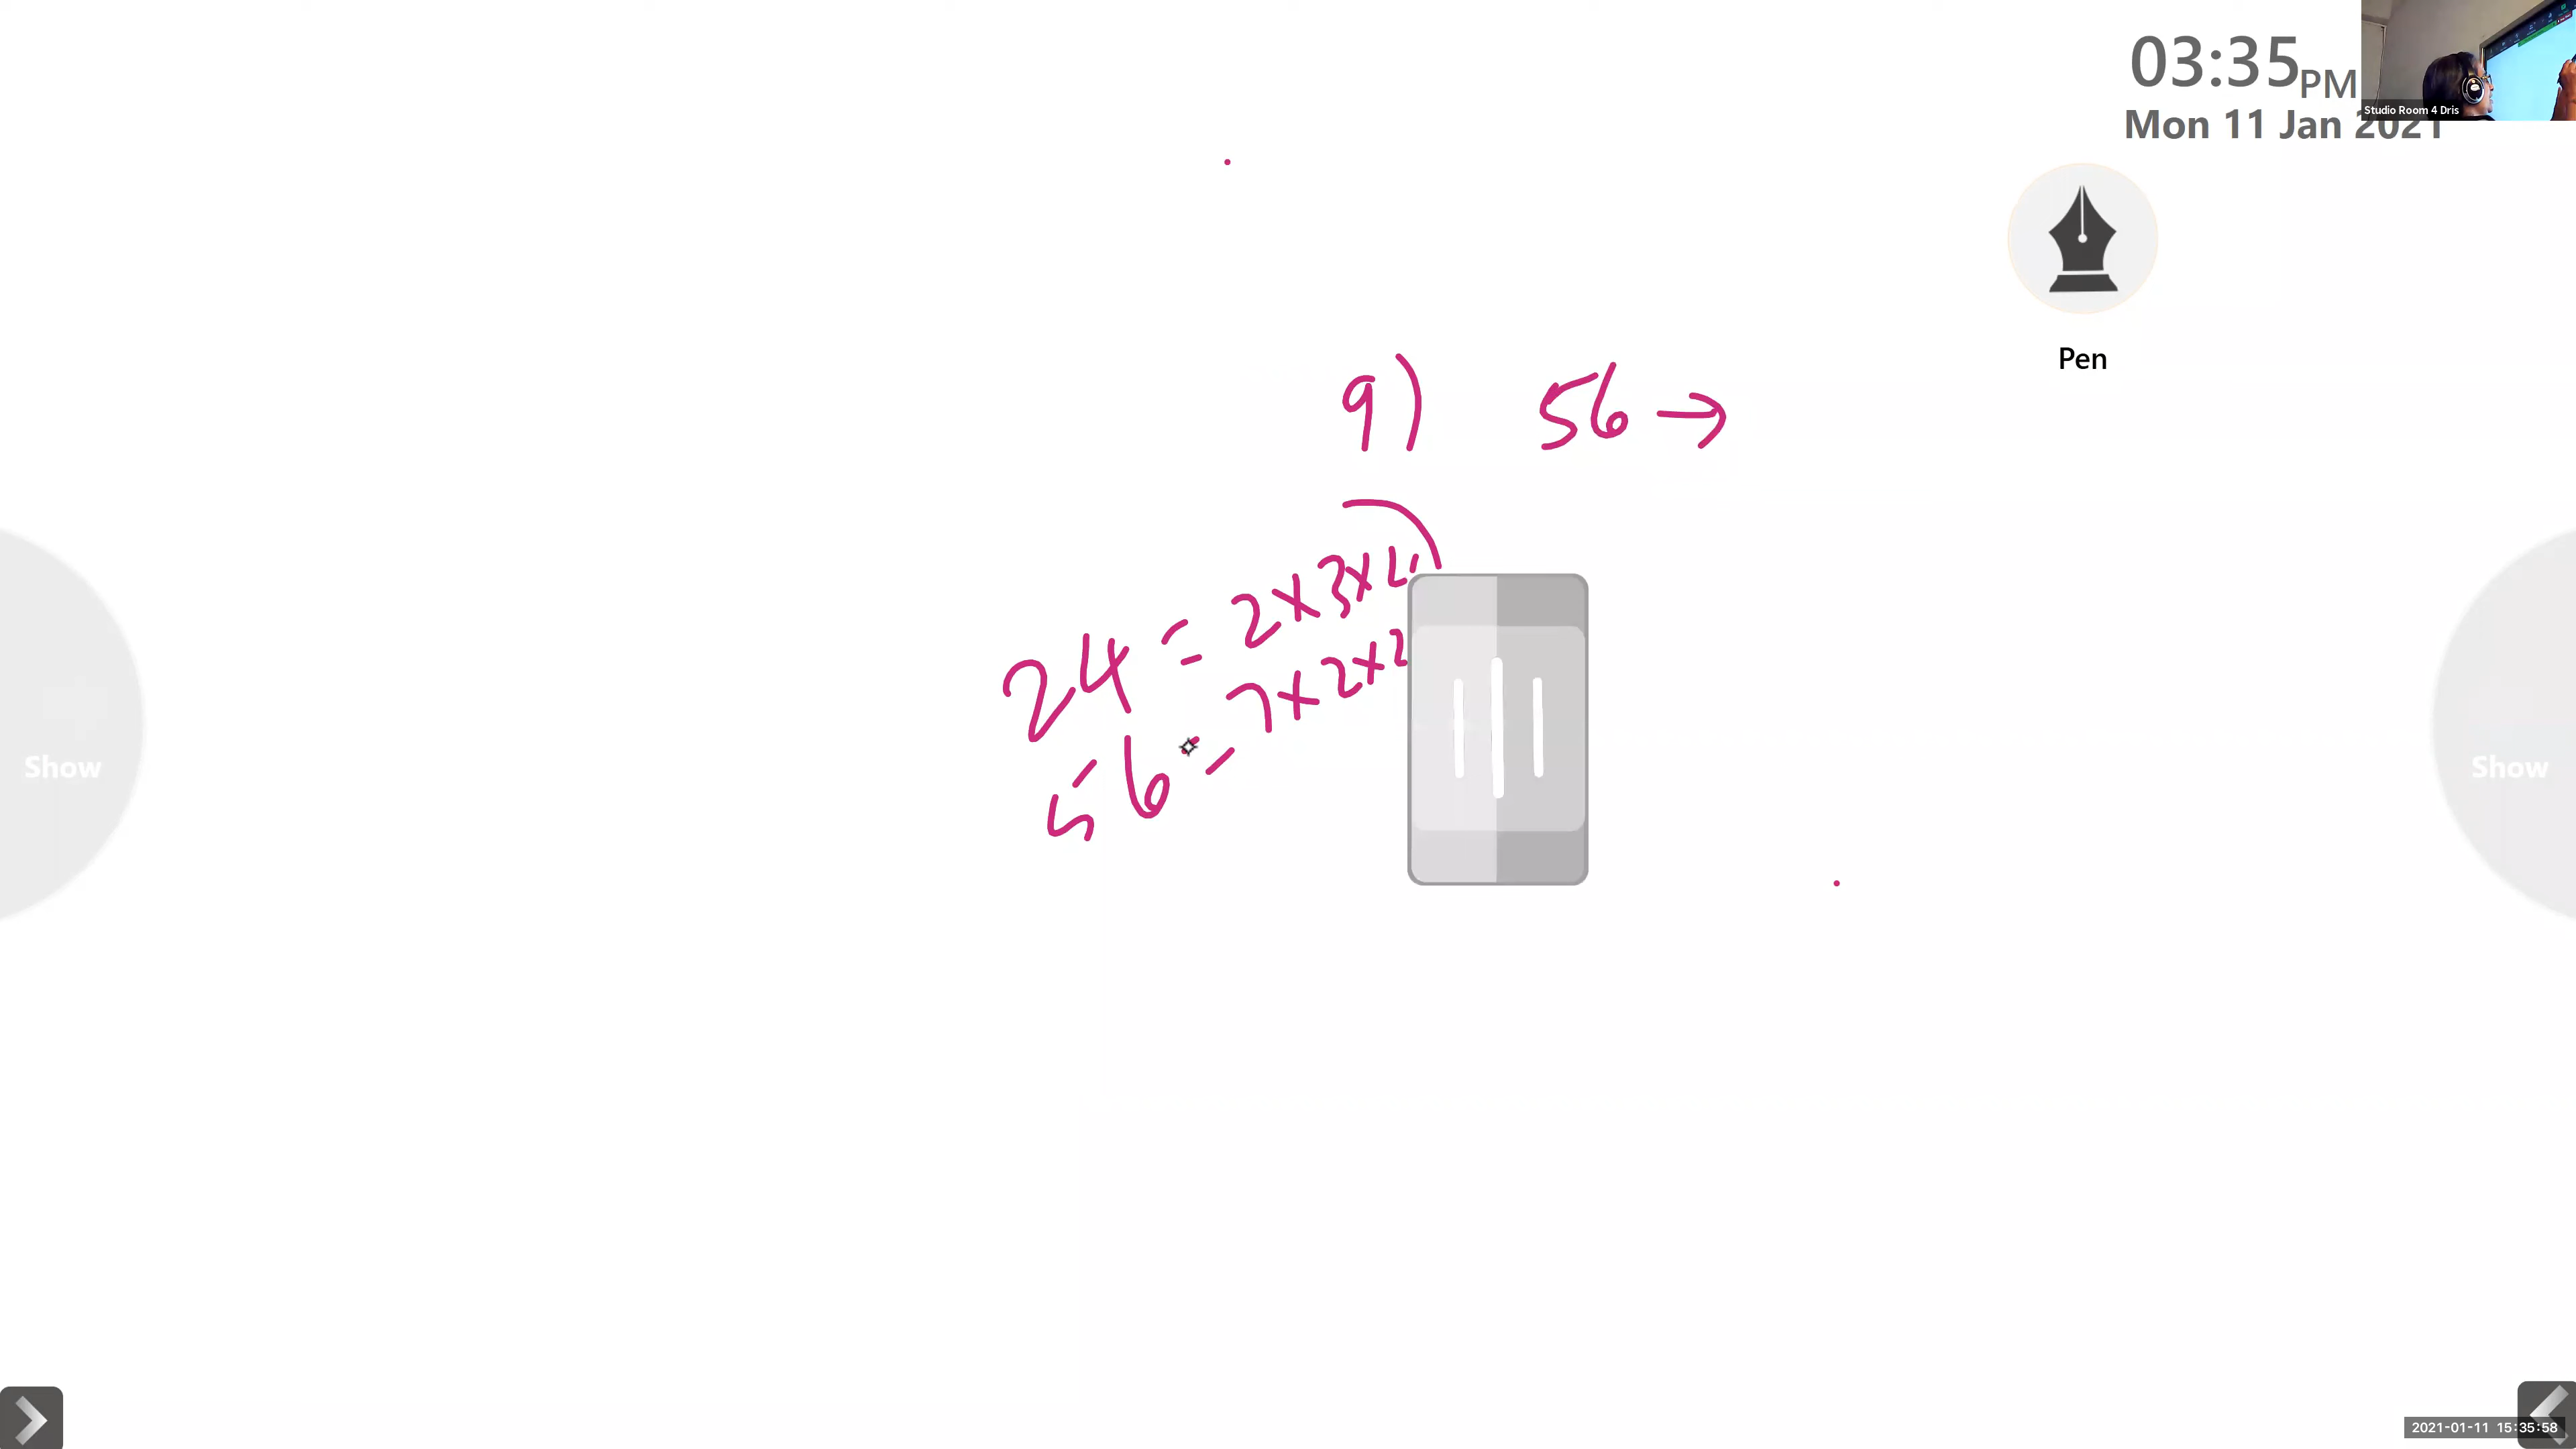 03:35PM
Mon 11 Jan 2021
Studio Room 4 Dris
Pen
9) 56 →
24 = 2×3×2
56 = 7×2×2
Show
Show
2021-01-11 15:35:58